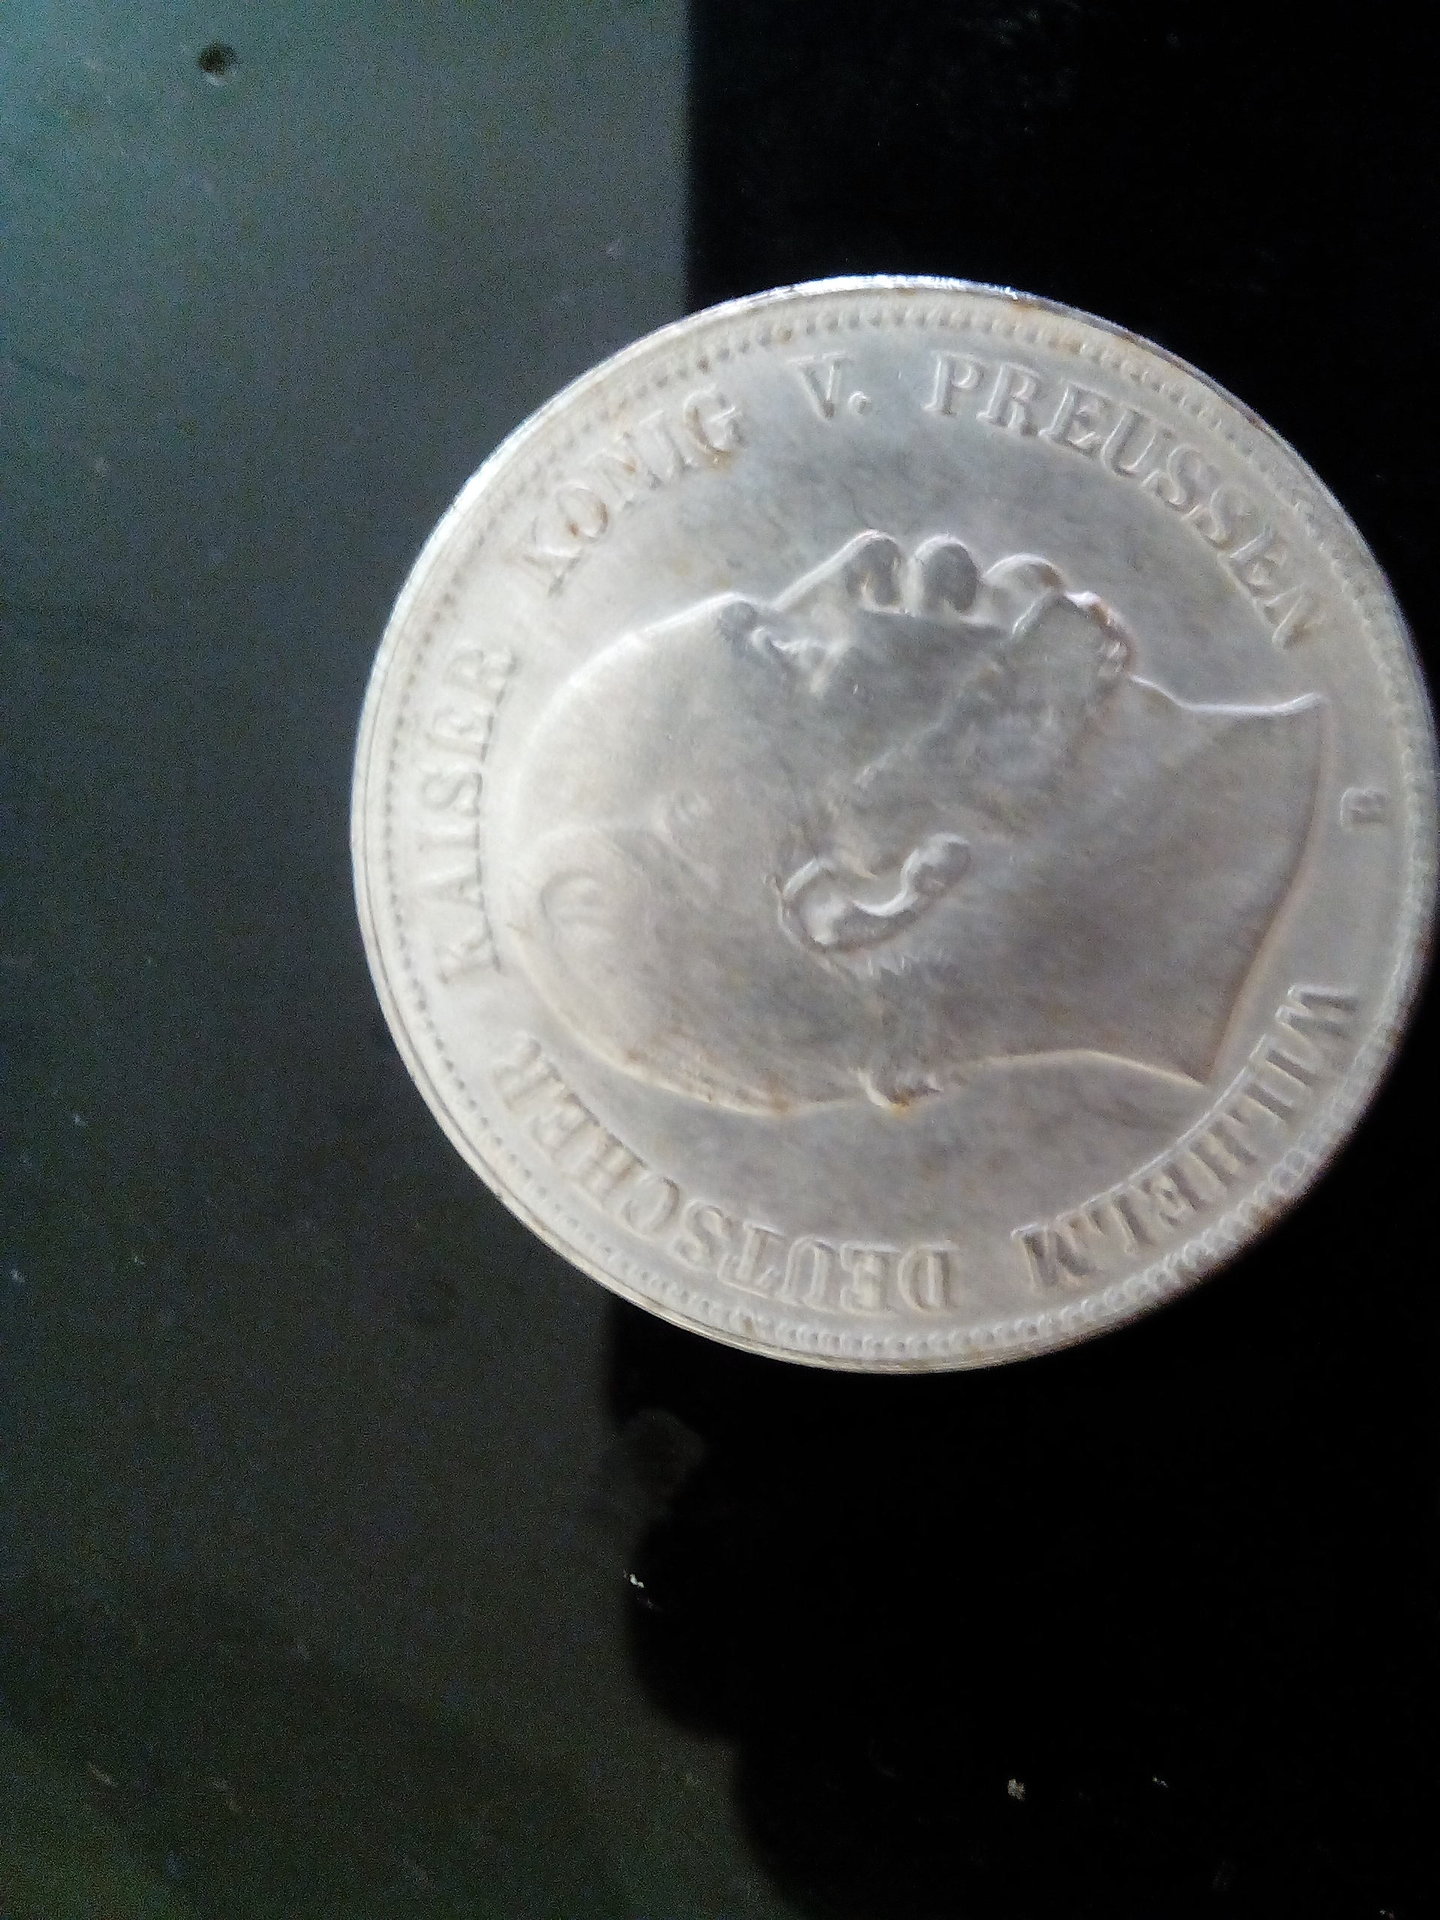 WILHELM DEUTSCHER KAISER KÖNIG V. PREUSSEN